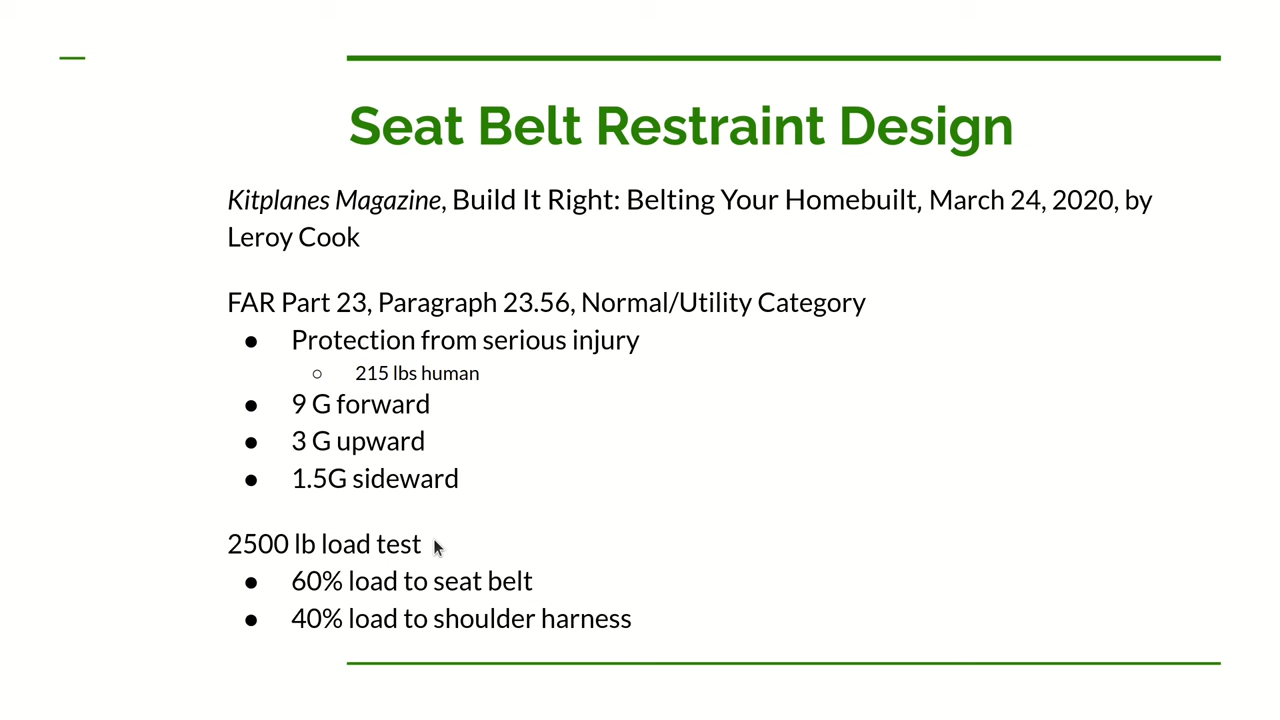 Seat Belt Restraint Design
Kitplanes Magazine, Build It Right: Belting Your Homebuilt, March 24, 2020, by
Leroy Cook
FAR Part 23, Paragraph 23.56, Normal/Utility Category
● Protection from serious injury
○ 215 lbs human
● 9 G forward
● 3 G upward
● 1.5G sideward
2500 lb load test
● 60% load to seat belt
● 40% load to shoulder harness